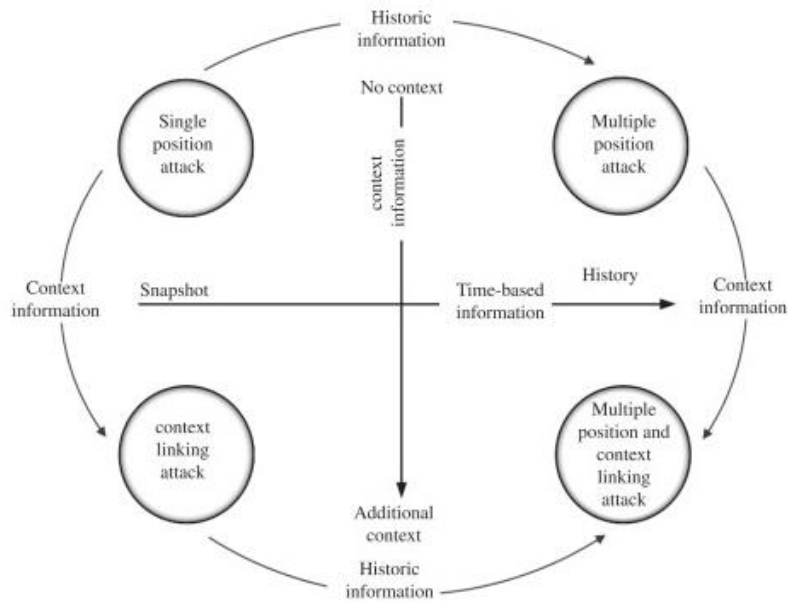 Historic
information
No context
Single
position
attack
Multiple
position
attack
context
information
Context
information
Snapshot
Time-based
information
History
Context
information
context
linking
attack
Multiple
position and
context
linking
attack
Additional
context
Historic
information